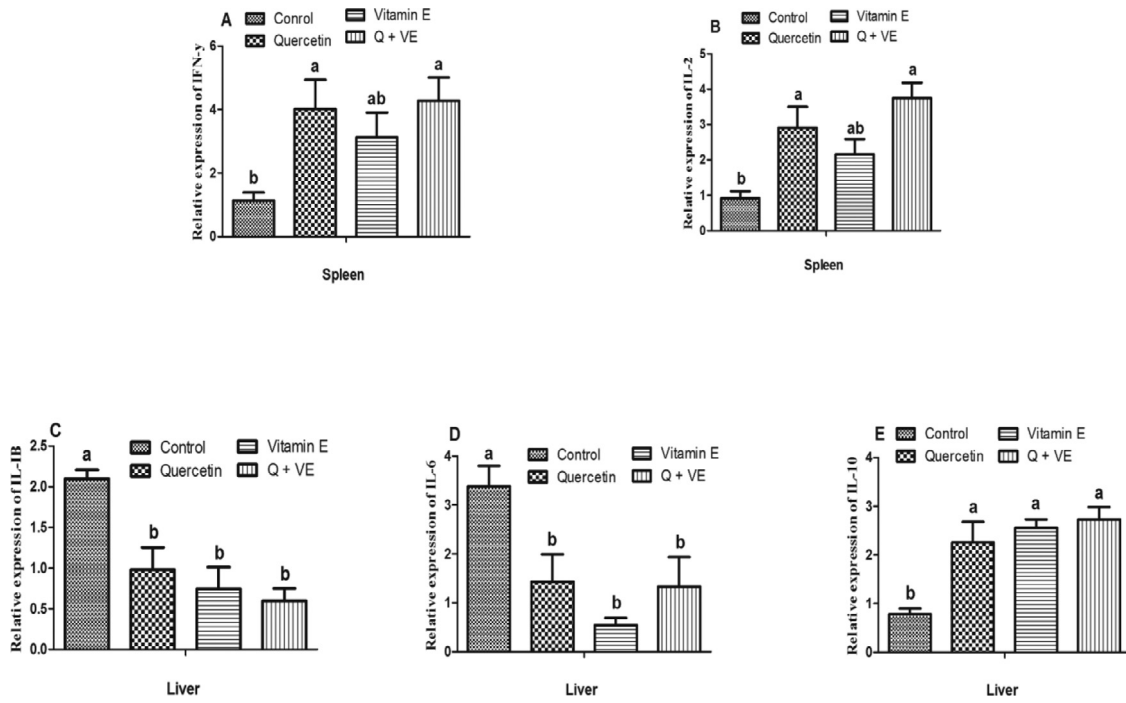 A
Conrol
Vitamin E
Quercetin
Q + VE
Relative expression of IFN-y
6
4
2
0
b
a
ab
a
Spleen
B
Control
Vitamin E
Quercetin
Q + VE
Relative expression of IL-2
5
4
3
2
1
0
b
a
ab
a
Spleen
C
Control
Vitamin E
Quercetin
Q + VE
Relative expression of IL-IB
2.5
2.0
1.5
1.0
0.5
0.0
a
b
b
b
Liver
D
Control
Vitamin E
Quercetin
Q + VE
Relative expression of IL-6
4
3
2
1
0
a
b
b
b
Liver
E
Control
Vitamin E
Quercetin
Q + VE
Relative expression of IL-10
4
3
2
1
0
b
a
a
a
Liver